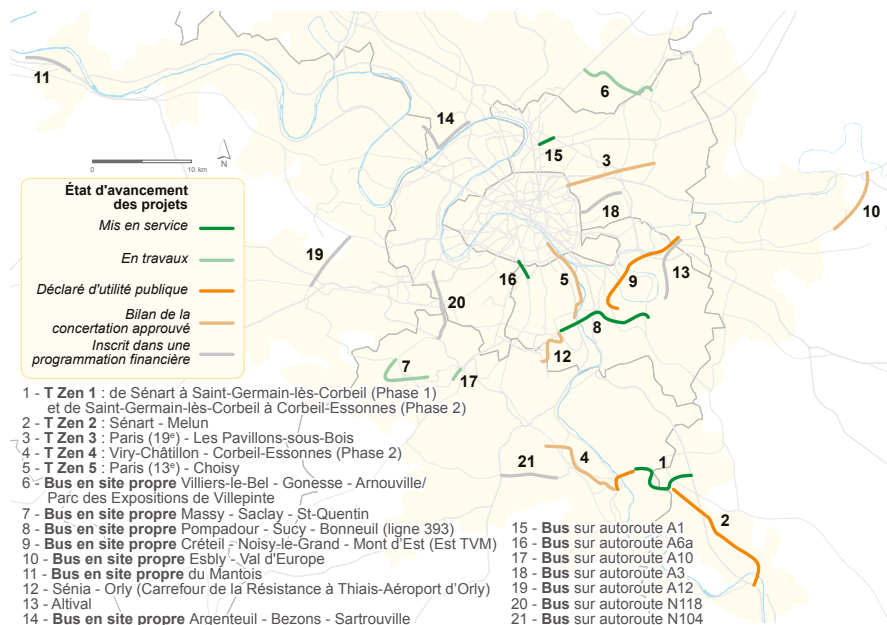 11
6
14
15
3
10
18
19
16
5
9
13
20
8
12
7
17
21
4
1
2
0
10 km
N
État d'avancement
des projets
Mis en service
En travaux
Déclaré d'utilité publique
Bilan de la
concertation approuvé
Inscrit dans une
programmation financière
1 - T Zen 1 : de Sénart à Saint-Germain-lès-Corbeil (Phase 1)
et de Saint-Germain-lès-Corbeil à Corbeil-Essonnes (Phase 2)
2 - T Zen 2 : Sénart - Melun
3 - T Zen 3 : Paris (19e) - Les Pavillons-sous-Bois
4 - T Zen 4 : Viry-Châtillon - Corbeil-Essonnes (Phase 2)
5 - T Zen 5 : Paris (13e) - Choisy
6 - Bus en site propre Villiers-le-Bel - Gonesse - Arnouville/
Parc des Expositions de Villepinte
7 - Bus en site propre Massy - Saclay - St-Quentin
8 - Bus en site propre Pompadour - Sucy - Bonneuil (ligne 393)
9 - Bus en site propre Créteil - Noisy-le-Grand - Mont d'Est (Est TVM)
10 - Bus en site propre Esbly - Val d'Europe
11 - Bus en site propre du Mantois
12 - Sénia - Orly (Carrefour de la Résistance à Thiais-Aéroport d'Orly)
13 - Altival
14 - Bus en site propre Argenteuil - Bezons - Sartrouville
15 - Bus sur autoroute A1
16 - Bus sur autoroute A6a
17 - Bus sur autoroute A10
18 - Bus sur autoroute A3
19 - Bus sur autoroute A12
20 - Bus sur autoroute N118
21 - Bus sur autoroute N104